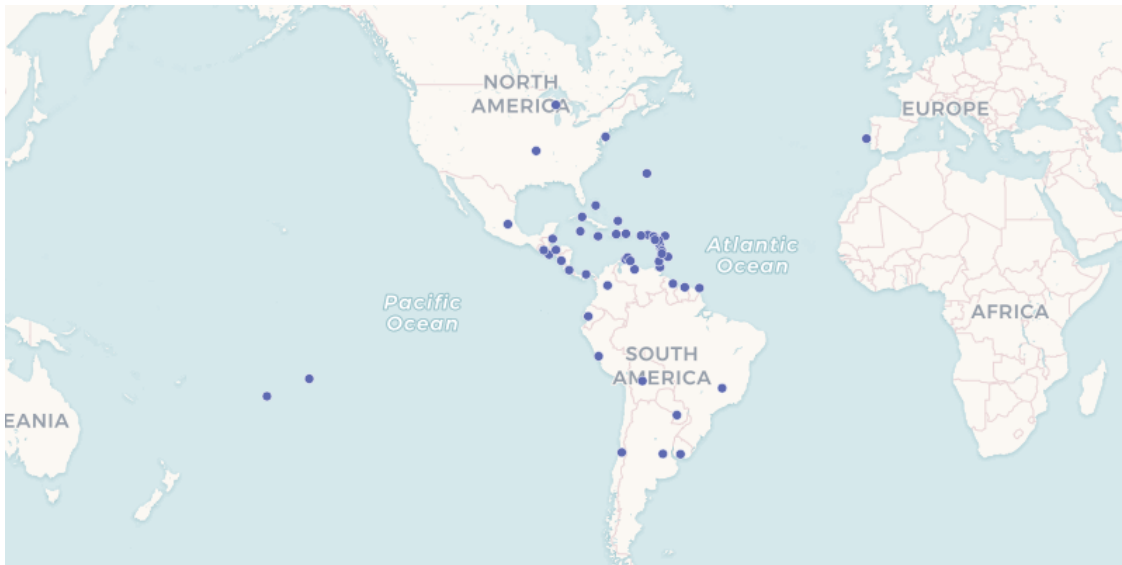 NORTH
AMERICA
EUROPE
Atlantic
Ocean
Pacific
Ocean
AFRICA
SOUTH
AMERICA
EANIA